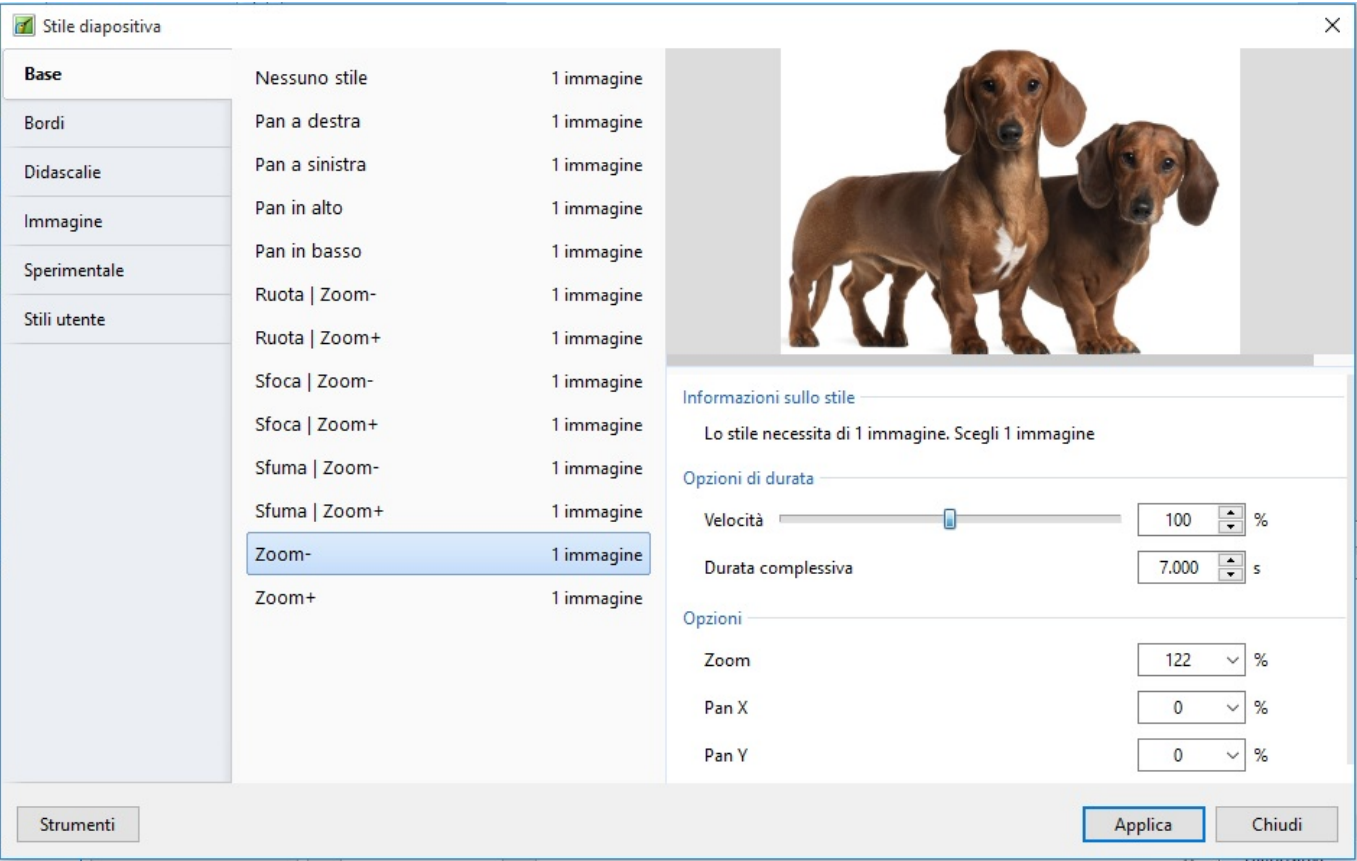 Stile diapositiva
Base
Bordi
Didascalie
Immagine
Sperimentale
Stili utente
Nessuno stile 1 immagine
Pan a destra 1 immagine
Pan a sinistra 1 immagine
Pan in alto 1 immagine
Pan in basso 1 immagine
Ruota | Zoom- 1 immagine
Ruota | Zoom+ 1 immagine
Sfoca | Zoom- 1 immagine
Sfoca | Zoom+ 1 immagine
Sfuma | Zoom- 1 immagine
Sfuma | Zoom+ 1 immagine
Zoom- 1 immagine
Zoom+ 1 immagine
Informazioni sullo stile
Lo stile necessita di 1 immagine. Scegli 1 immagine
Opzioni di durata
Velocità 100 %
Durata complessiva 7.000 s
Opzioni
Zoom 122 %
Pan X 0 %
Pan Y 0 %
Strumenti
Applica
Chiudi